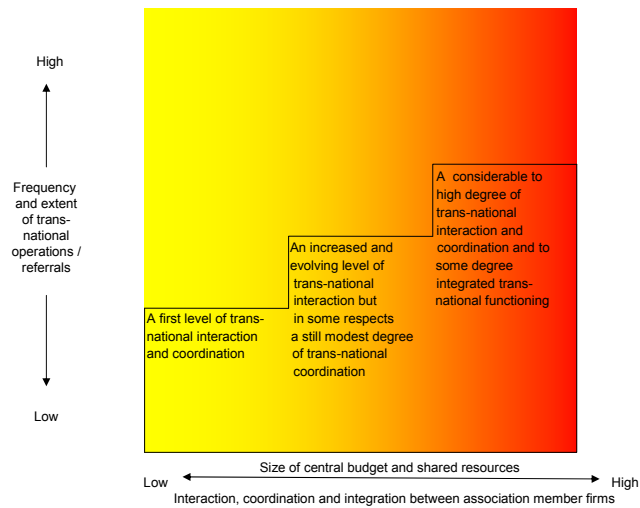 High
Frequency
and extent
of trans-
national
operations /
referrals
Low
A first level of trans-
national interaction
and coordination
An increased and
evolving level of
trans-national
interaction but
in some respects
a still modest degree
of trans-national
coordination
A considerable to
high degree of
trans-national
interaction and
coordination and to
some degree
integrated trans-
national functioning
Size of central budget and shared resources
Low
High
Interaction, coordination and integration between association member firms